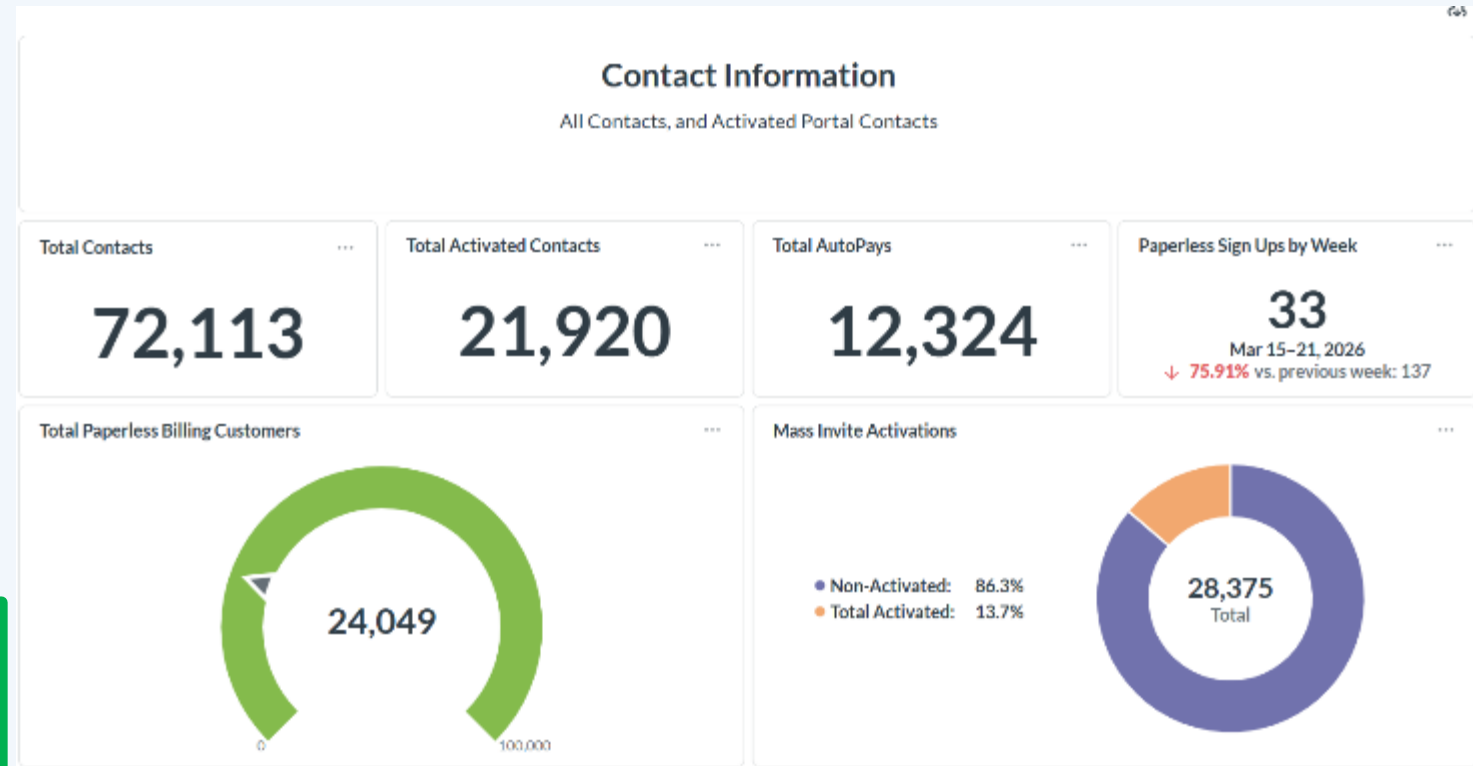 Contact Information
All Contacts, and Activated Portal Contacts
Total Contacts
72,113
Total Activated Contacts
21,920
Total AutoPays
12,324
Paperless Sign Ups by Week
33
Mar 15–21, 2026
↓ 75.91% vs. previous week: 137
Total Paperless Billing Customers
24,049
0
100,000
Mass Invite Activations
Non-Activated: 86.3%
Total Activated: 13.7%
28,375
Total